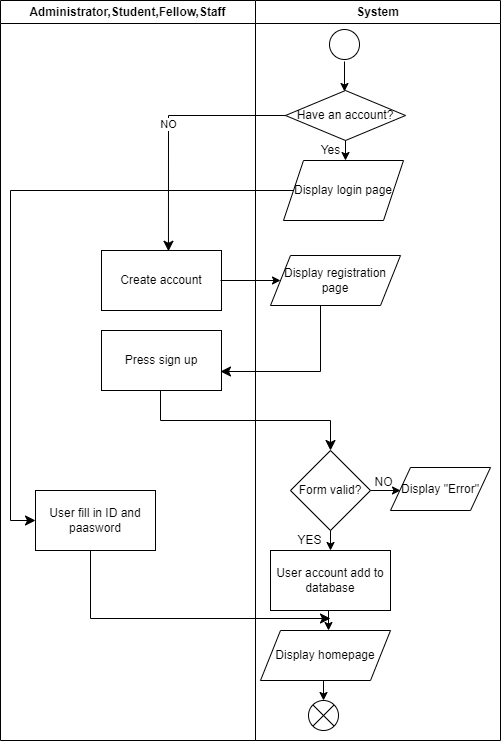 Administrator,Student,Fellow,Staff
System
Have an account?
NO
Yes
Display login page
Create account
Display registration
page
Press sign up
Form valid?
NO
Display "Error"
User fill in ID and
paasword
YES
User account add to
database
Display homepage